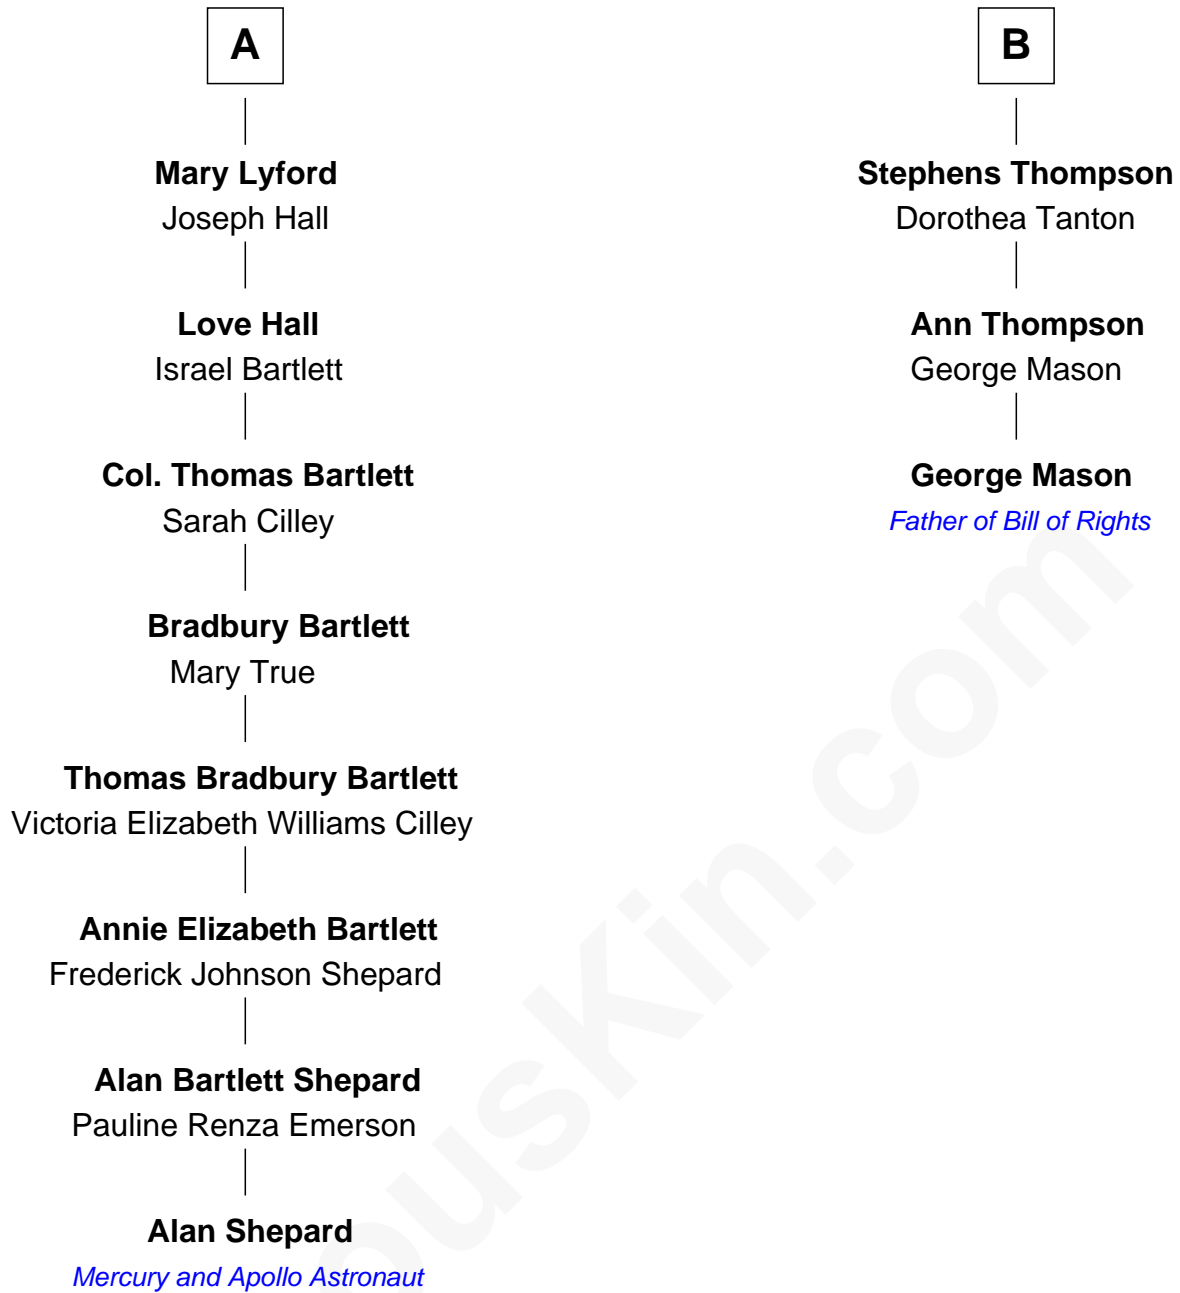 A
Mary Lyford
Joseph Hall
Love Hall
Israel Bartlett
Col. Thomas Bartlett
Sarah Cilley
Bradbury Bartlett
Mary True
Thomas Bradbury Bartlett
Victoria Elizabeth Williams Cilley
Annie Elizabeth Bartlett
Frederick Johnson Shepard
Alan Bartlett Shepard
Pauline Renza Emerson
Alan Shepard
Mercury and Apollo Astronaut
B
Stephens Thompson
Dorothea Tanton
Ann Thompson
George Mason
George Mason
Father of Bill of Rights
ousKin.com